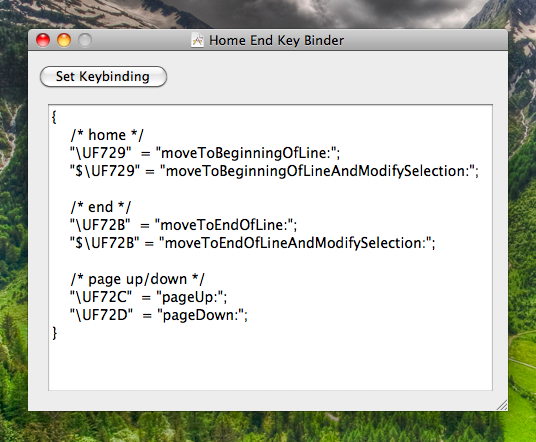 Home End Key Binder
Set Keybinding
{
/* home */
"\UF729" = "moveToBeginningOfLine:";
"$\UF729" = "moveToBeginningOfLineAndModifySelection:";
/* end */
"\UF72B" = "moveToEndOfLine:";
"$\UF72B" = "moveToEndOfLineAndModifySelection:";
/* page up/down */
"\UF72C" = "pageUp:";
"\UF72D" = "pageDown:";
}